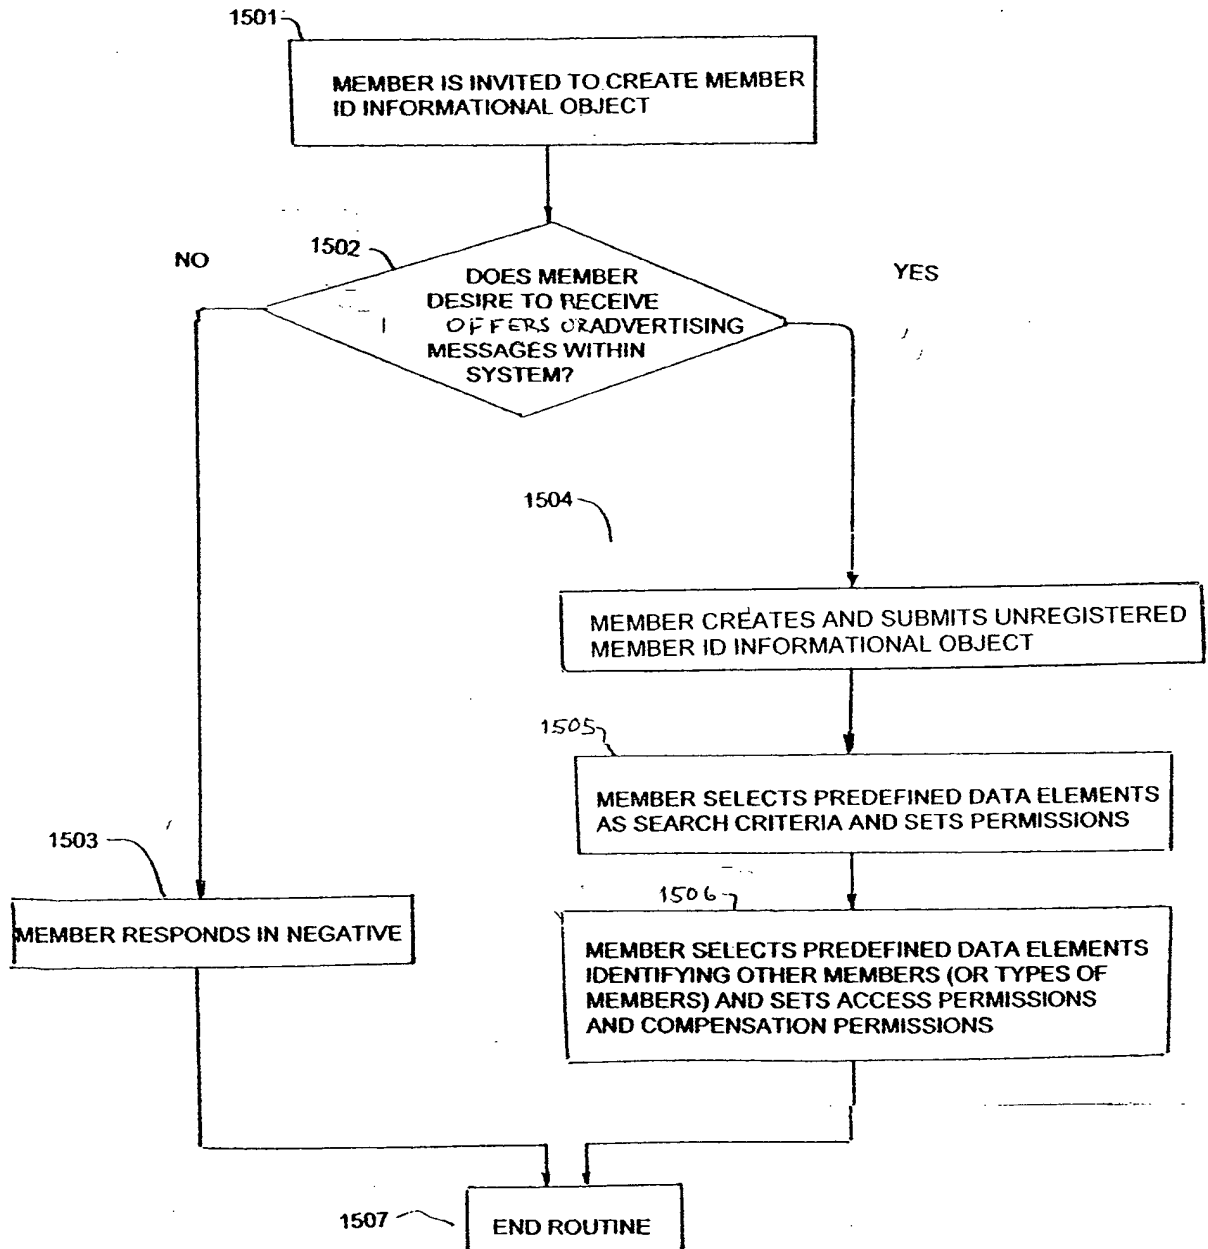 1501
MEMBER IS INVITED TO CREATE MEMBER
ID INFORMATIONAL OBJECT
1502
NO
YES
DOES MEMBER
DESIRE TO RECEIVE
OFFERS OR ADVERTISING
MESSAGES WITHIN
SYSTEM?
1504
MEMBER CREATES AND SUBMITS UNREGISTERED
MEMBER ID INFORMATIONAL OBJECT
1505
MEMBER SELECTS PREDEFINED DATA ELEMENTS
AS SEARCH CRITERIA AND SETS PERMISSIONS
1503
MEMBER RESPONDS IN NEGATIVE
1506
MEMBER SELECTS PREDEFINED DATA ELEMENTS
IDENTIFYING OTHER MEMBERS (OR TYPES OF
MEMBERS) AND SETS ACCESS PERMISSIONS
AND COMPENSATION PERMISSIONS
1507
END ROUTINE